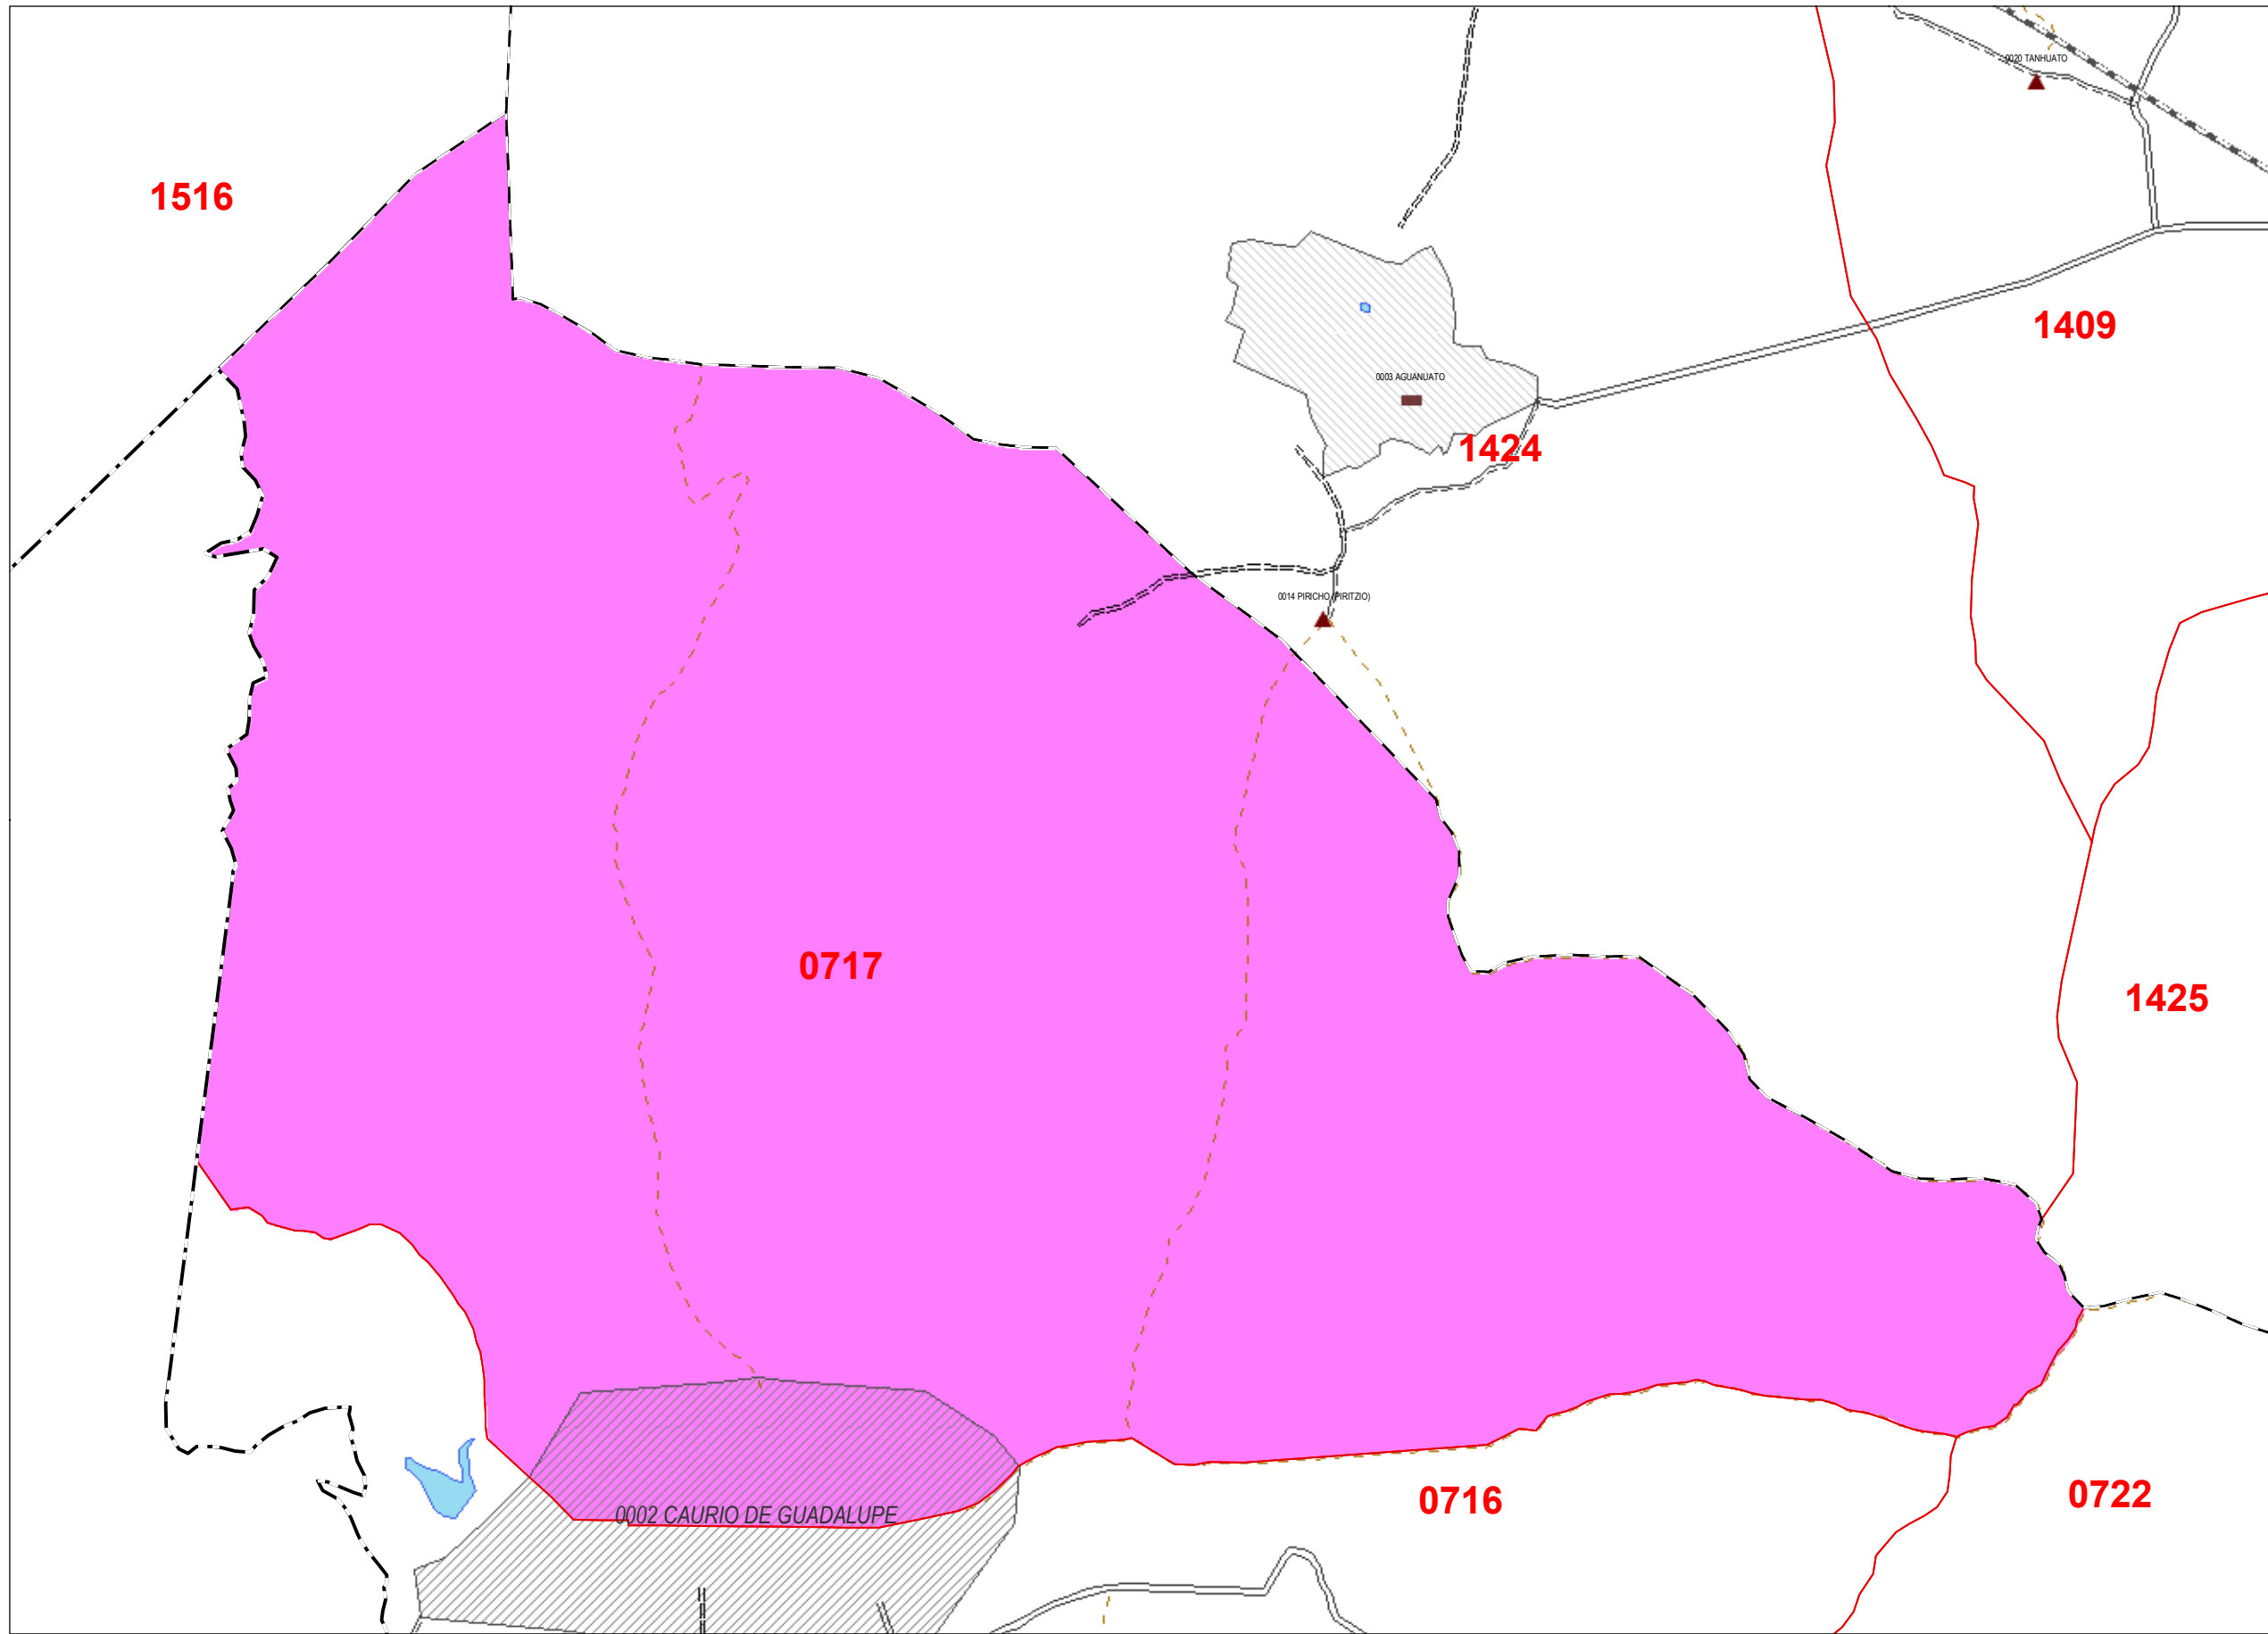 0020 TANHUATO
1516
1409
0003 AGUANUATO
1424
0014 PIRICHO (PIRITZIO)
0717
1425
0722
0716
0002 CAURIO DE GUADALUPE